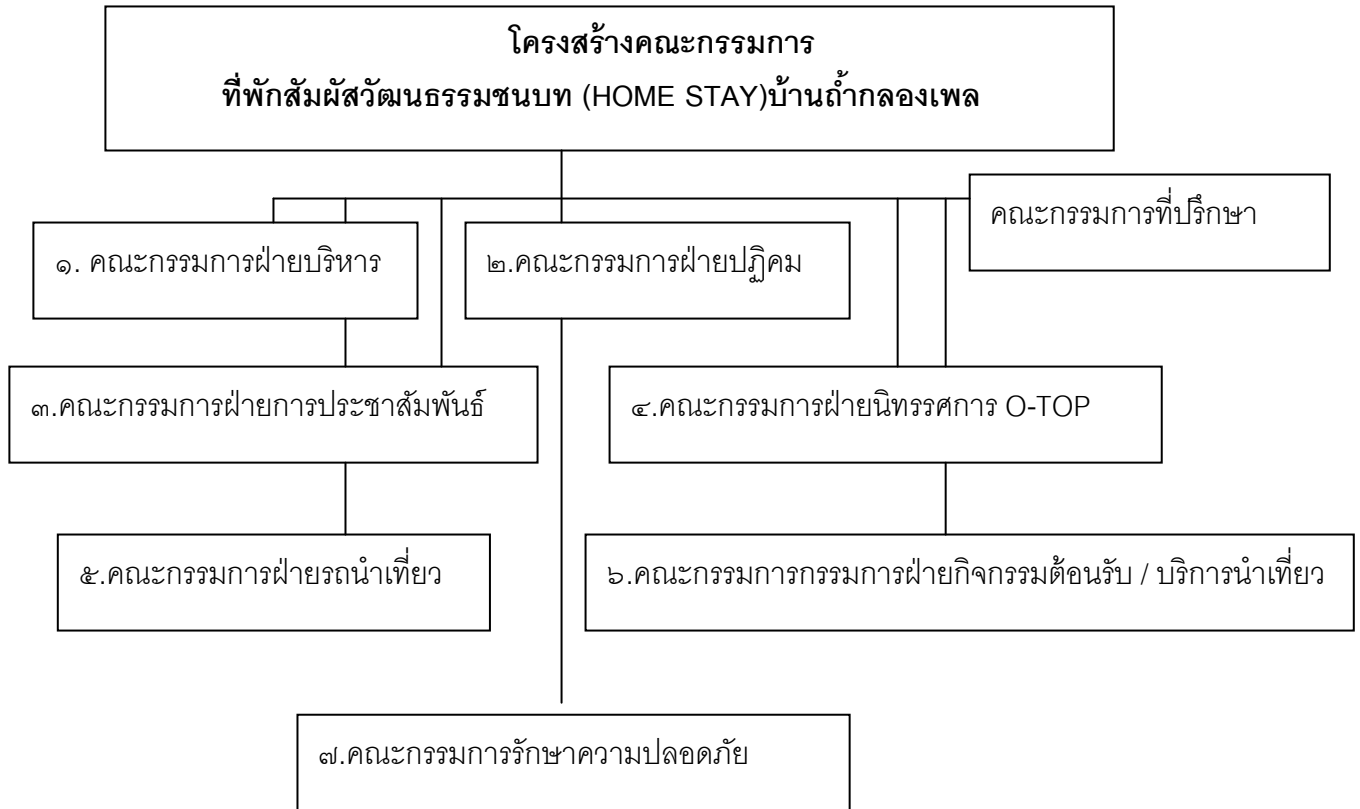 โครงสร้างคณะกรรมการ
ที่พักสัมผัสวัฒนธรรมชนบท (HOME STAY)บ้านถ้ำกลองเพล
คณะกรรมการที่ปรึกษา
๑. คณะกรรมการฝ่ายบริหาร
๒.คณะกรรมการฝ่ายปฏิคม
๓.คณะกรรมการฝ่ายการประชาสัมพันธ์
๔.คณะกรรมการฝ่ายนิทรรศการ O-TOP
๕.คณะกรรมการฝ่ายรถนำเที่ยว
๖.คณะกรรมการกรรมการฝ่ายกิจกรรมต้อนรับ / บริการนำเที่ยว
๗.คณะกรรมการรักษาความปลอดภัย